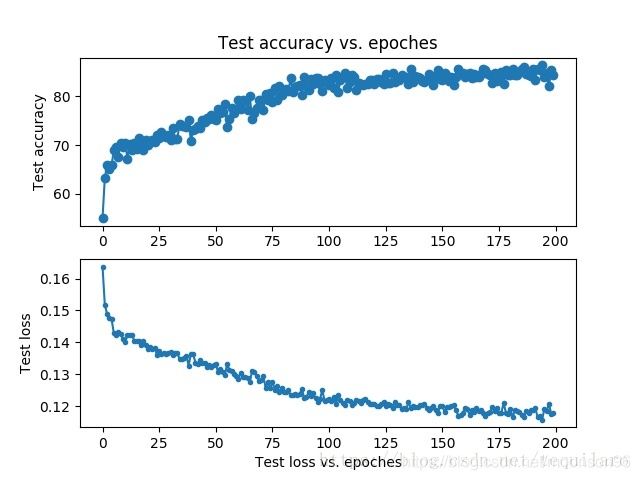 Test accuracy vs. epoches
Test accuracy
80
70
60
0 25 50 75 100 125 150 175 200
Test loss
0.16
0.15
0.14
0.13
0.12
0 25 50 75 100 125 150 175 200
Test loss vs. epoches